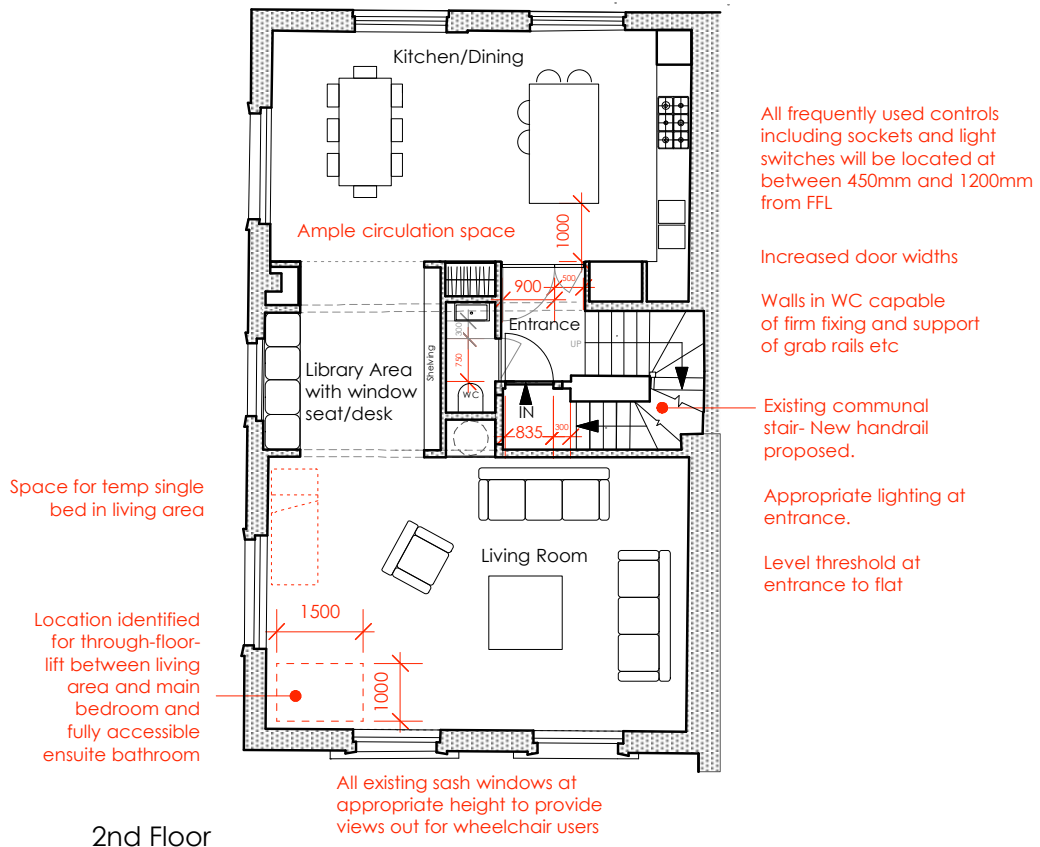 Kitchen/Dining
Ample circulation space
1000
900
500
Entrance
300
750
WC
UP
IN
835
300
Library Area
with window
seat/desk
Shelving
Living Room
1500
1000
All frequently used controls
including sockets and light
switches will be located at
between 450mm and 1200mm
from FFL
Increased door widths
Walls in WC capable
of firm fixing and support
of grab rails etc
Existing communal
stair- New handrail
proposed.
Appropriate lighting at
entrance.
Level threshold at
entrance to flat
Space for temp single
bed in living area
Location identified
for through-floor-
lift between living
area and main
bedroom and
fully accessible
ensuite bathroom
All existing sash windows at
appropriate height to provide
views out for wheelchair users
2nd Floor